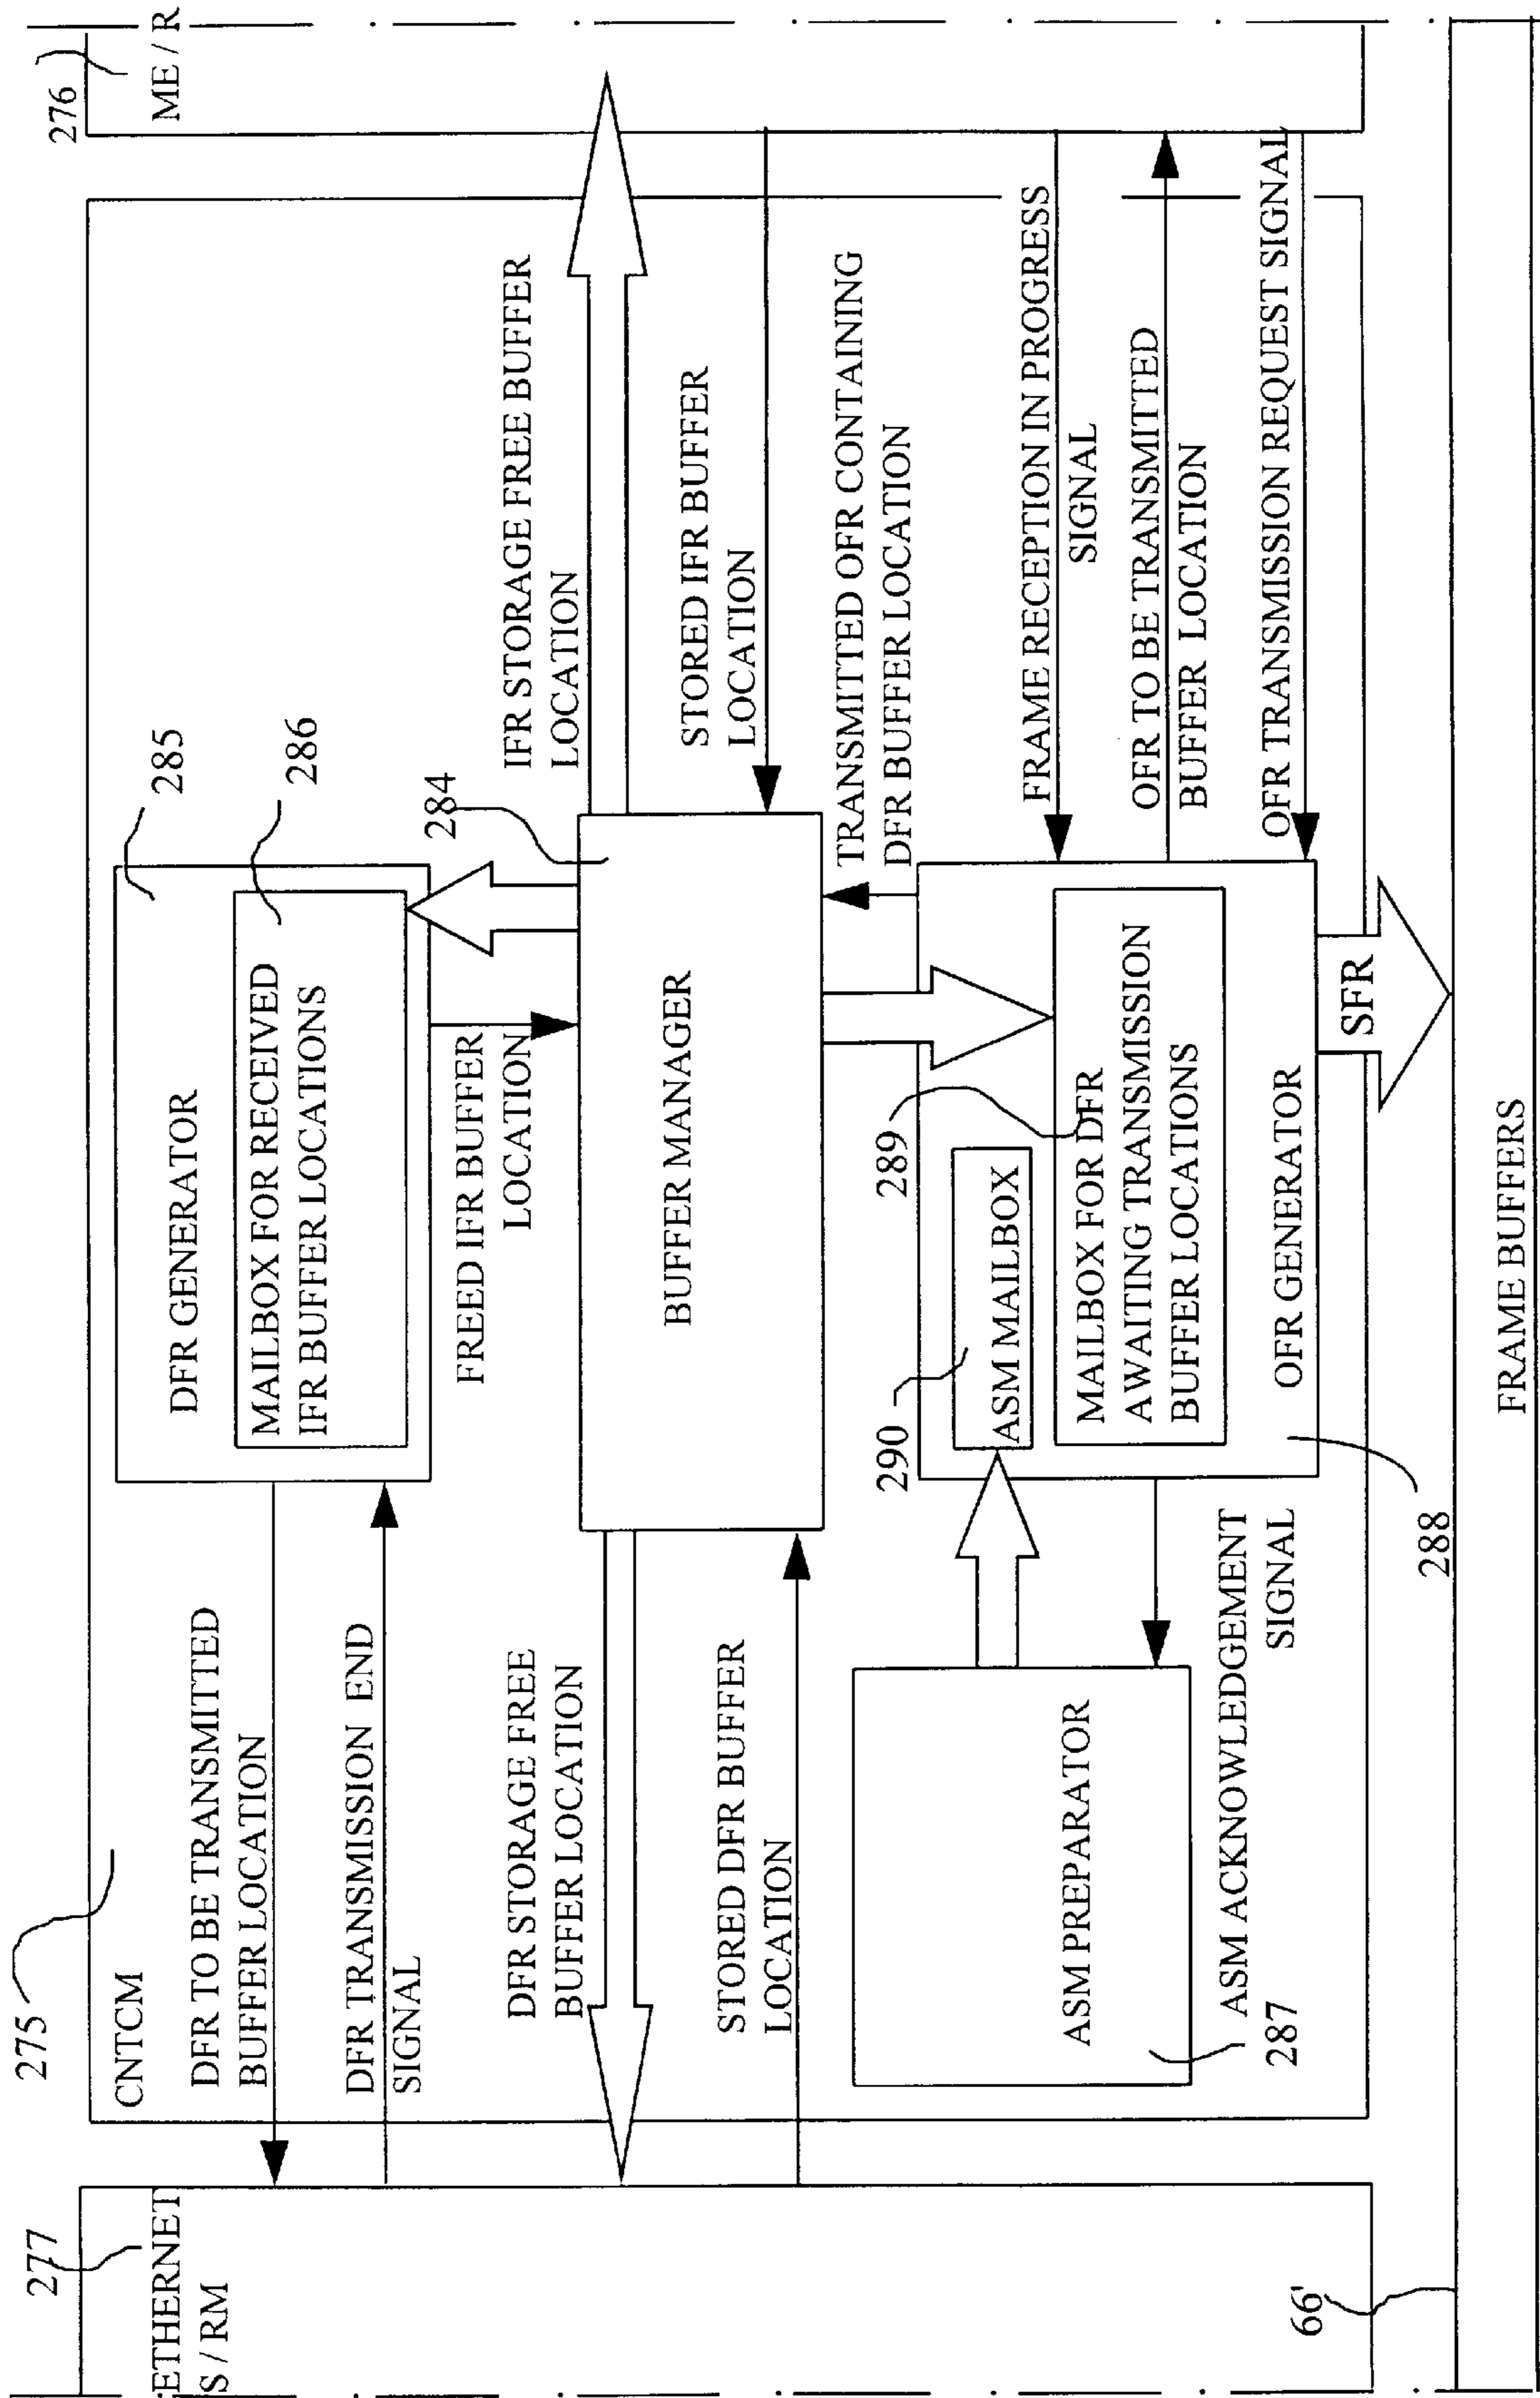 277
ETHERNET
S / RM
275
CNTCM
DFR TO BE TRANSMITTED
BUFFER LOCATION
DFR TRANSMISSION END
SIGNAL
DFR STORAGE FREE
BUFFER LOCATION
STORED DFR BUFFER
LOCATION
ASM PREPARATOR
287
ASM ACKNOWLEDGEMENT
SIGNAL
285
DFR GENERATOR
286
MAILBOX FOR RECEIVED
IFR BUFFER LOCATIONS
FREED IFR BUFFER
LOCATION
284
BUFFER MANAGER
290
ASM MAILBOX
289
MAILBOX FOR DFR
AWAITING TRANSMISSION
BUFFER LOCATIONS
OFR GENERATOR
288
SFR
IFR STORAGE FREE BUFFER
LOCATION
STORED IFR BUFFER
LOCATION
TRANSMITTED OFR CONTAINING
DFR BUFFER LOCATION
FRAME RECEPTION IN PROGRESS
SIGNAL
OFR TO BE TRANSMITTED
BUFFER LOCATION
OFR TRANSMISSION REQUEST SIGNAL
276
ME / R
66'
FRAME BUFFERS